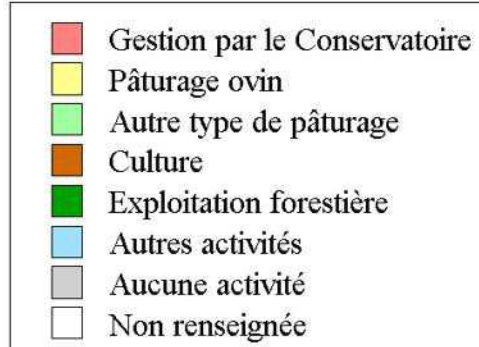 Gestion par le Conservatoire
Pâturage ovin
Autre type de pâturage
Culture
Exploitation forestière
Autres activités
Aucune activité
Non renseignée